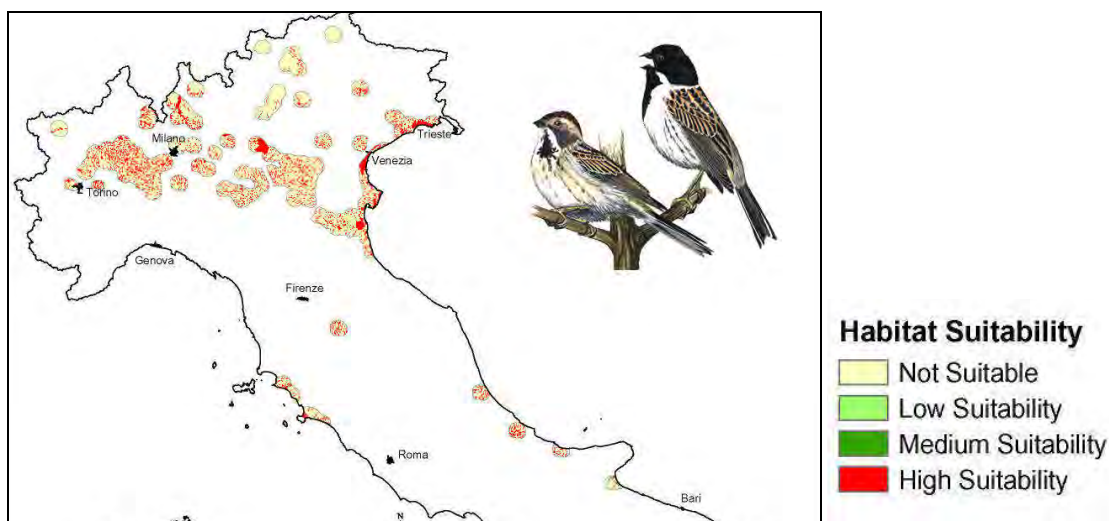 Trieste
Milano
Venezia
Torino
Genova
Firenze
Roma
Bari
N
Habitat Suitability
Not Suitable
Low Suitability
Medium Suitability
High Suitability